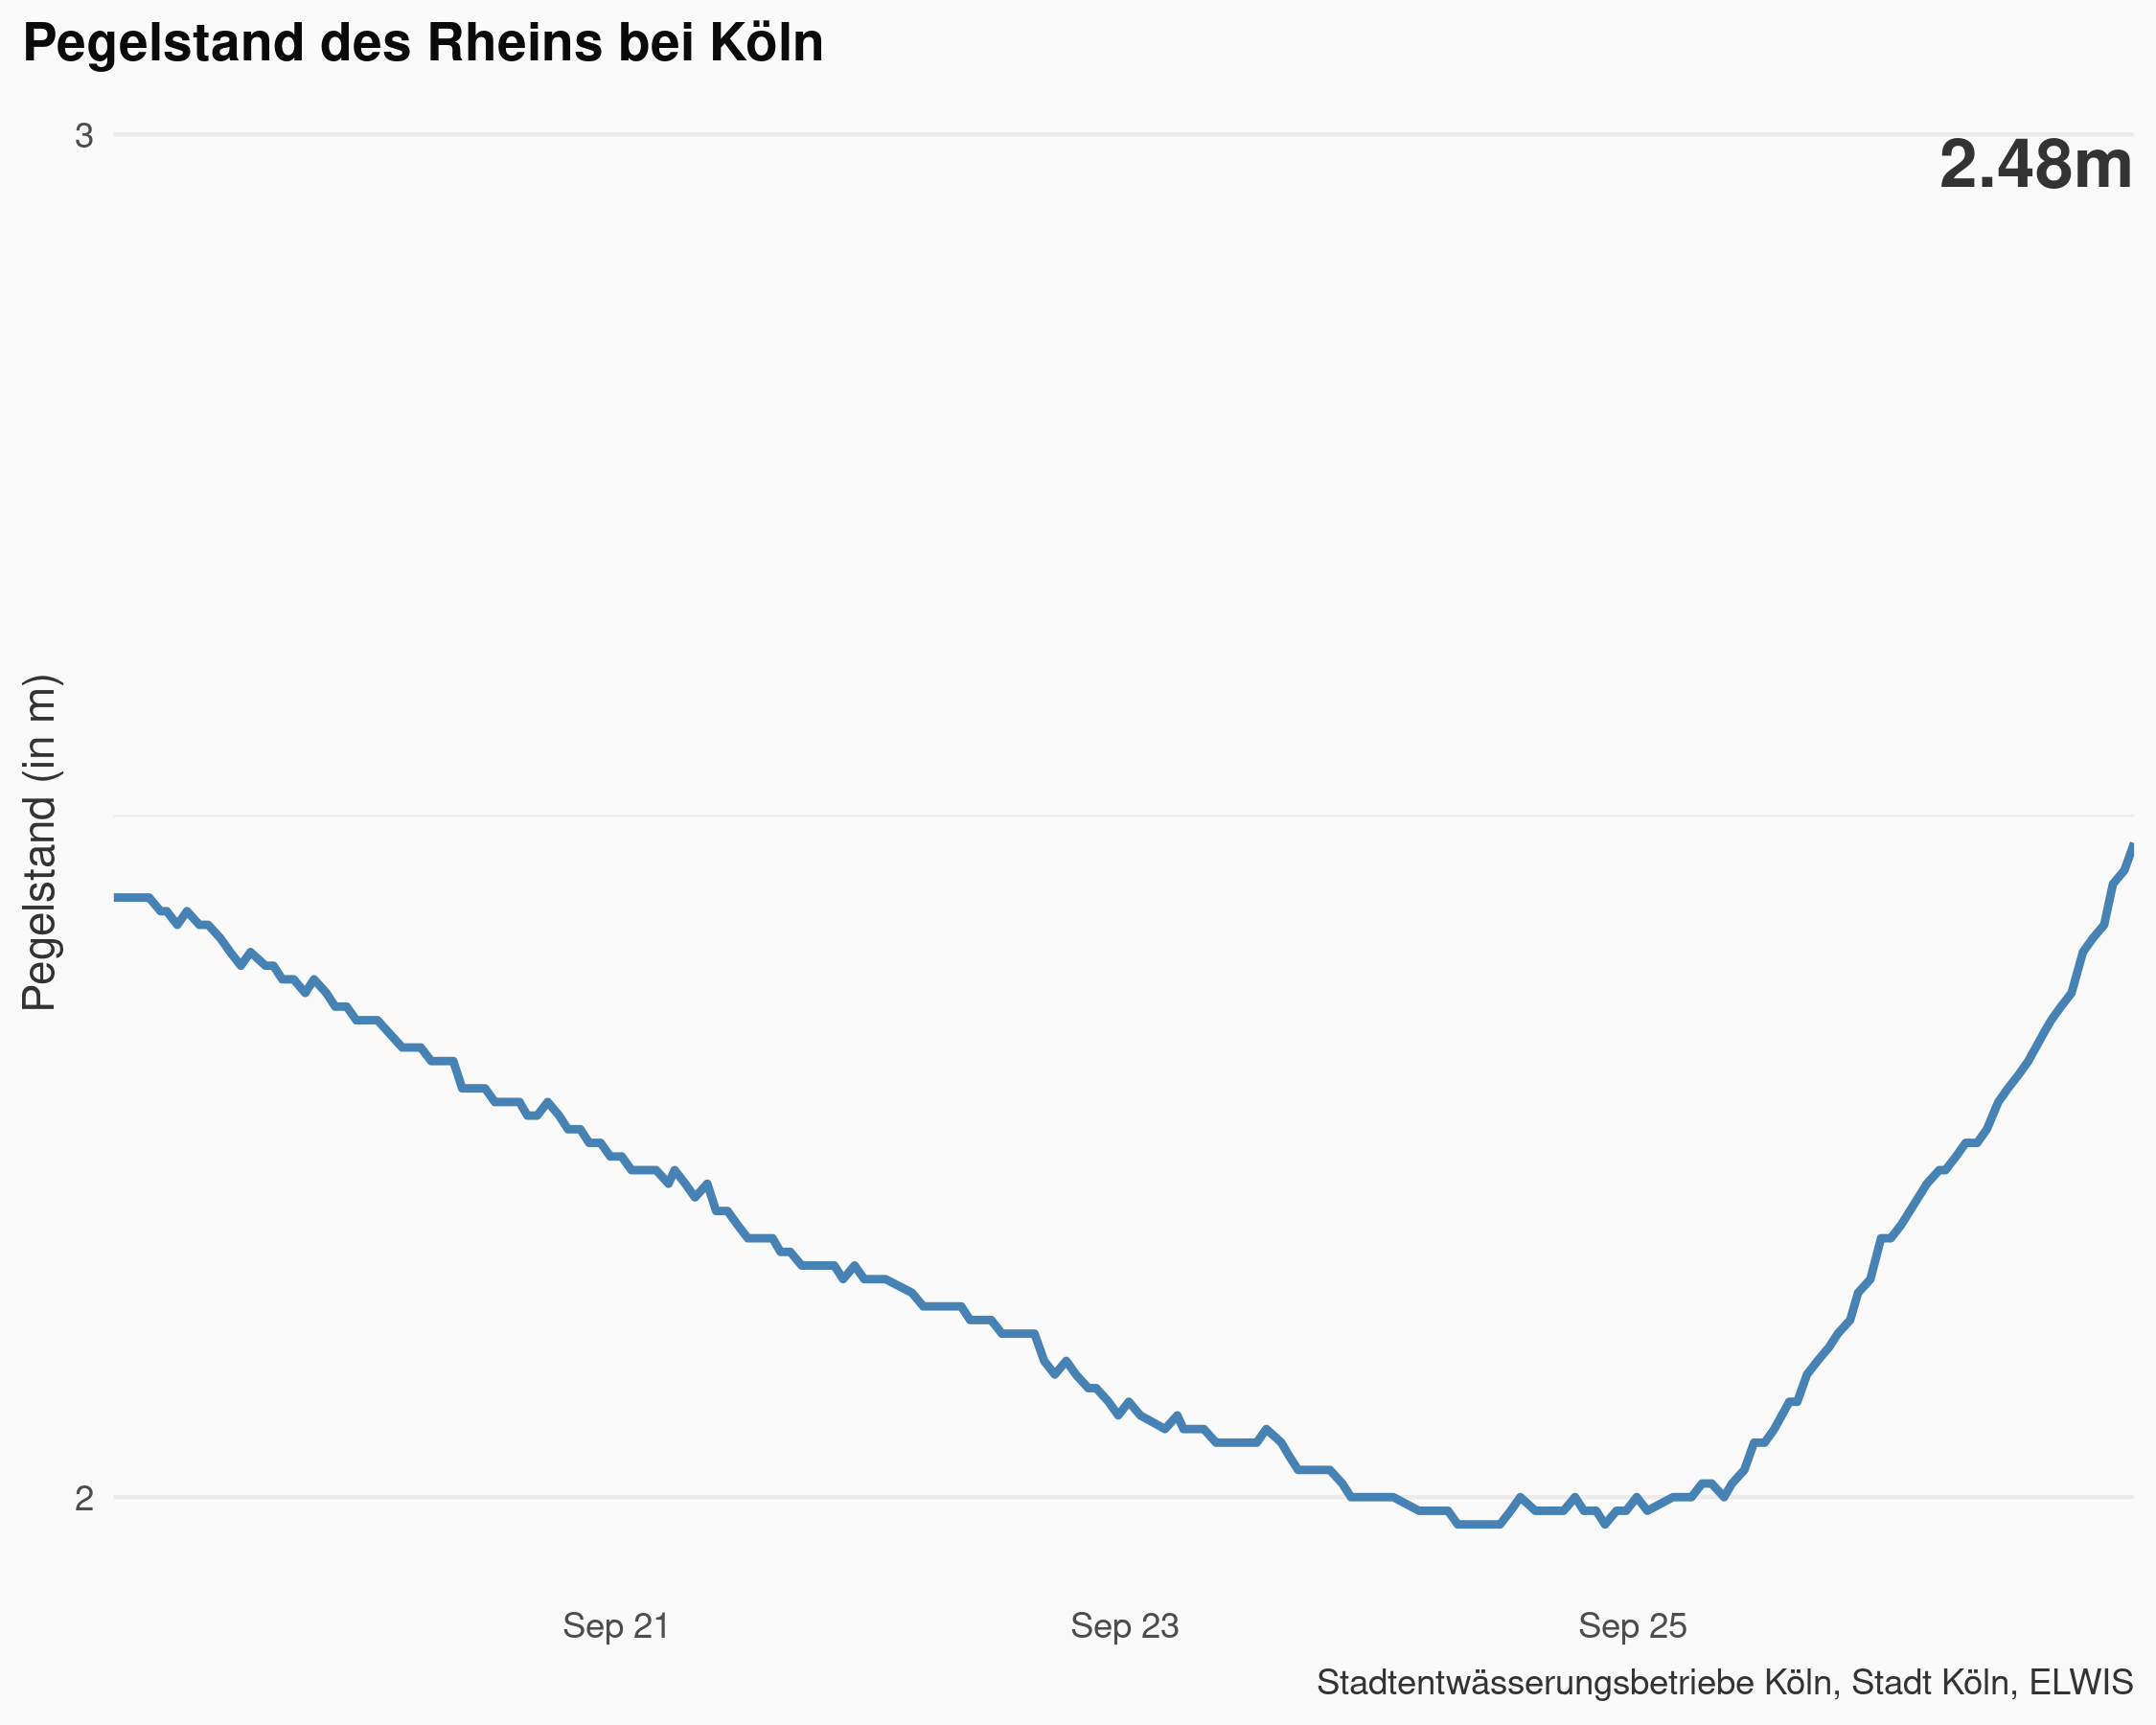 Pegelstand des Rheins bei Köln
3
2.48m
Pegelstand (in m)
2
Sep 21
Sep 23
Sep 25
Stadtentwässerungsbetriebe Köln, Stadt Köln, ELWIS